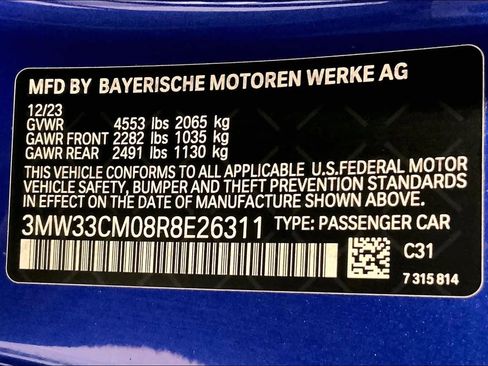 MFD BY BAYERISCHE MOTOREN WERKE AG
12/23
GVWR 4553 lbs 2065 kg
GAWR FRONT 2282 lbs 1035 kg
GAWR REAR 2491 lbs 1130 kg
THIS VEHICLE CONFORMS TO ALL APPLICABLE U.S.FEDERAL MOTOR
VEHICLE SAFETY, BUMPER AND THEFT PREVENTION STANDARDS
IN EFFECT ON THE DATE OF MANUFACTURE SHOWN ABOVE.
3MW33CM08R8E26311 TYPE: PASSENGER CAR
C31
7 315 814